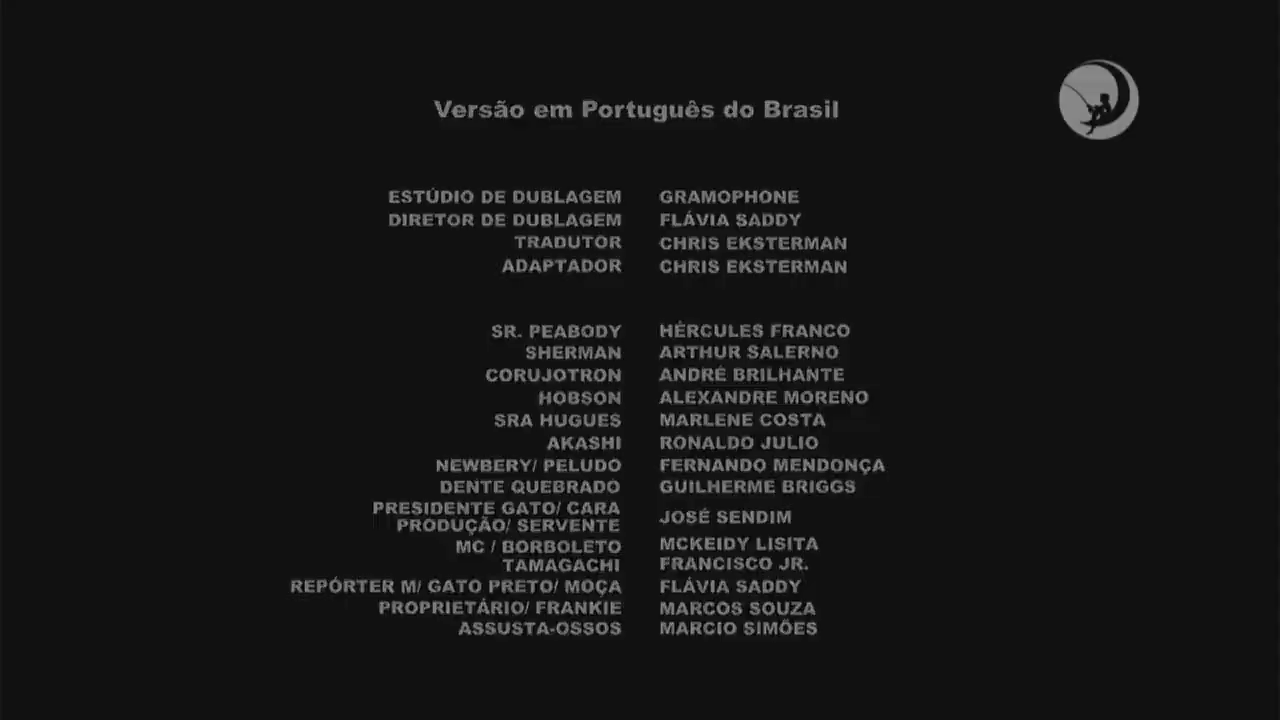 Versão em Português do Brasil
ESTÚDIO DE DUBLAGEM GRAMOPHONE
DIRETOR DE DUBLAGEM FLÁVIA SADDY
TRADUTOR CHRIS EKSTERMAN
ADAPTADOR CHRIS EKSTERMAN
SR. PEABODY HÉRCULES FRANCO
SHERMAN ARTHUR SALERNO
CORUJOTRON ANDRÉ BRILHANTE
HOBSON ALEXANDRE MORENO
SRA HUGUES MARLENE COSTA
AKASHI RONALDO JULIO
NEWBERY/ PELUDO FERNANDO MENDONÇA
DENTE QUEBRADO GUILHERME BRIGGS
PRESIDENTE GATO/ CARA
PRODUÇÃO/ SERVENTE JOSÉ SENDIM
MC / BORBOLETO MCKEIDY LISITA
TAMAGACHI FRANCISCO JR.
REPÓRTER M/ GATO PRETO/ MOÇA FLÁVIA SADDY
PROPRIETÁRIO/ FRANKIE MARCOS SOUZA
ASSUSTA-OSSOS MARCIO SIMÕES